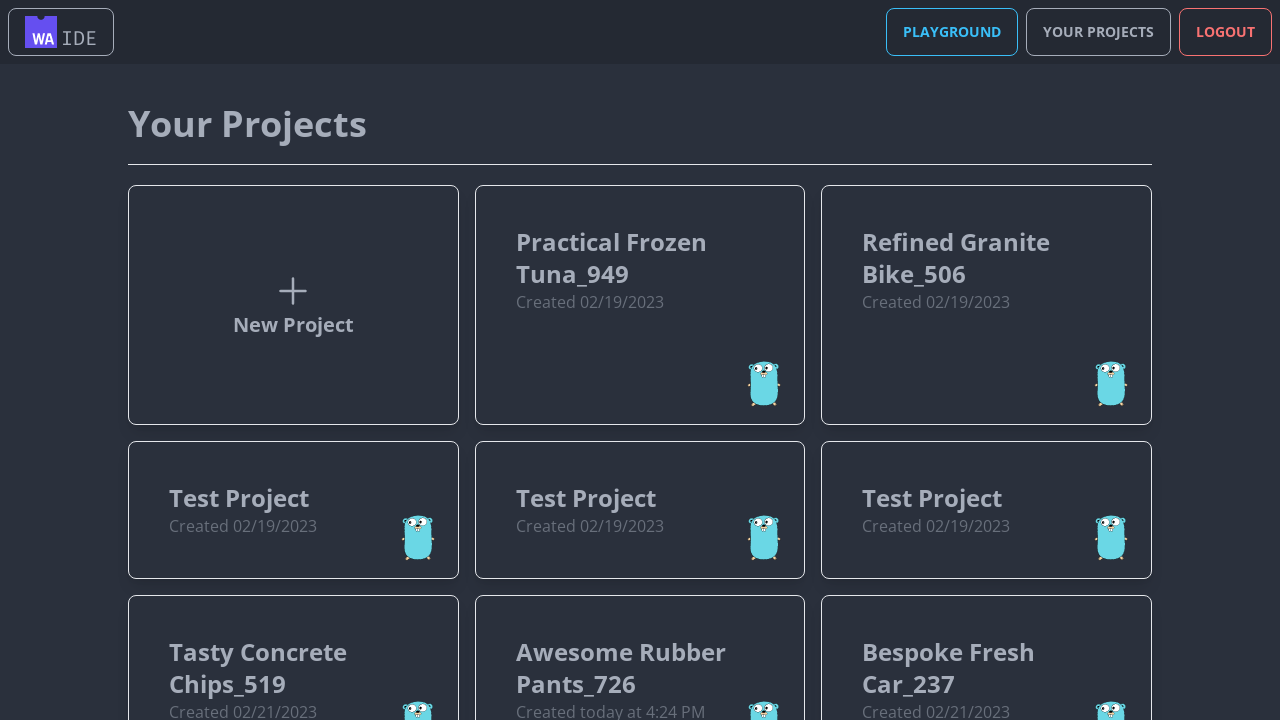 WA IDE
PLAYGROUND
YOUR PROJECTS
LOGOUT
Your Projects
New Project
Practical Frozen
Tuna_949
Created 02/19/2023
Refined Granite
Bike_506
Created 02/19/2023
Test Project
Created 02/19/2023
Test Project
Created 02/19/2023
Test Project
Created 02/19/2023
Tasty Concrete
Chips_519
Created 02/21/2023
Awesome Rubber
Pants_726
Created today at 4:24 PM
Bespoke Fresh
Car_237
Created 02/21/2023